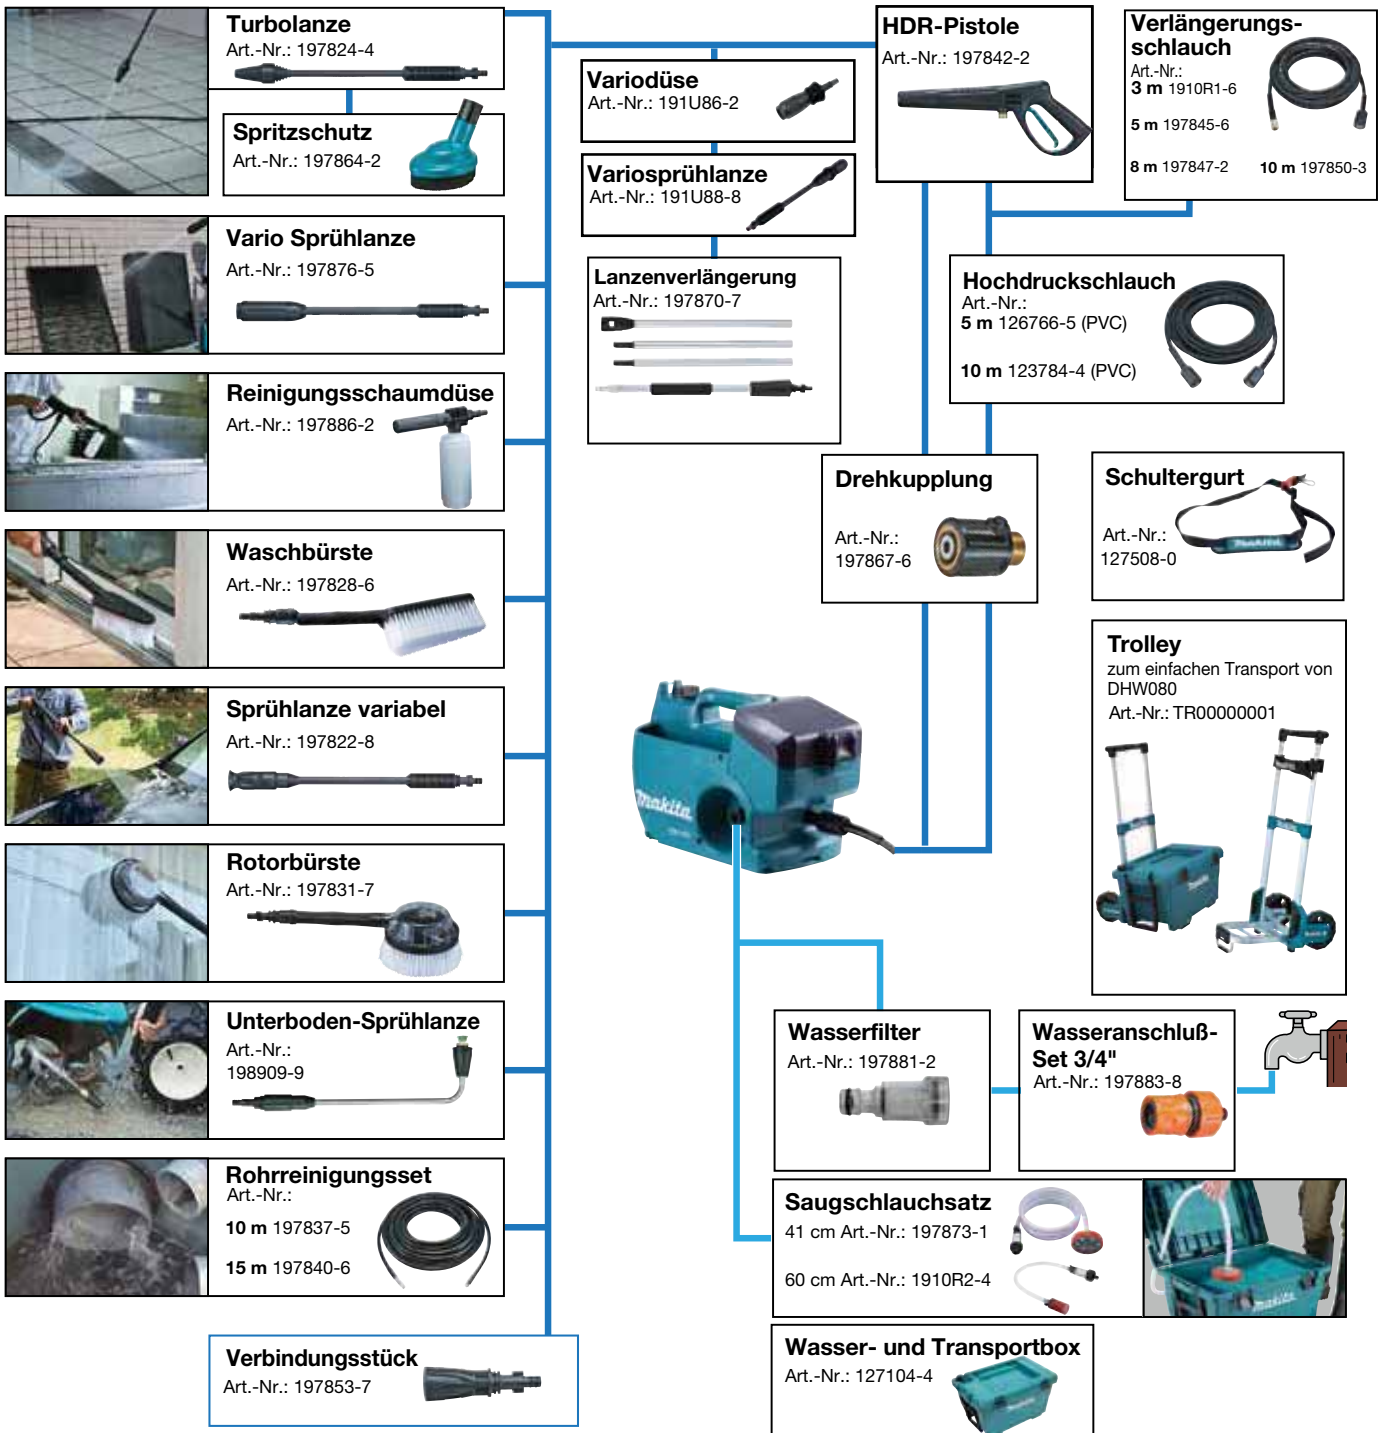 Turbolanze
Art.-Nr.: 197824-4
Spritzschutz
Art.-Nr.: 197864-2
Vario Sprühlanze
Art.-Nr.: 197876-5
Reinigungsschaumdüse
Art.-Nr.: 197886-2
Waschbürste
Art.-Nr.: 197828-6
Sprühlanze variabel
Art.-Nr.: 197822-8
Rotorbürste
Art.-Nr.: 197831-7
Unterboden-Sprühlanze
Art.-Nr.:
198909-9
Rohrreinigungsset
Art.-Nr.:
10 m 197837-5
15 m 197840-6
Verbindungsstück
Art.-Nr.: 197853-7
Variodüse
Art.-Nr.: 191U86-2
Variosprühlanze
Art.-Nr.: 191U88-8
Lanzenverlängerung
Art.-Nr.: 197870-7
HDR-Pistole
Art.-Nr.: 197842-2
Verlängerungs-
schlauch
Art.-Nr.:
3 m 1910R1-6
5 m 197845-6
8 m 197847-2 10 m 197850-3
Hochdruckschlauch
Art.-Nr.:
5 m 126766-5 (PVC)
10 m 123784-4 (PVC)
Drehkupplung
Art.-Nr.:
197867-6
Schultergurt
Art.-Nr.:
127508-0
makita
Trolley
zum einfachen Transport von
DHW080
Art.-Nr.: TR00000001
makita
makita
Wasserfilter
Art.-Nr.: 197881-2
Wasseranschluß-
Set 3/4"
Art.-Nr.: 197883-8
Saugschlauchsatz
41 cm Art.-Nr.: 197873-1
60 cm Art.-Nr.: 1910R2-4
makita
Wasser- und Transportbox
Art.-Nr.: 127104-4